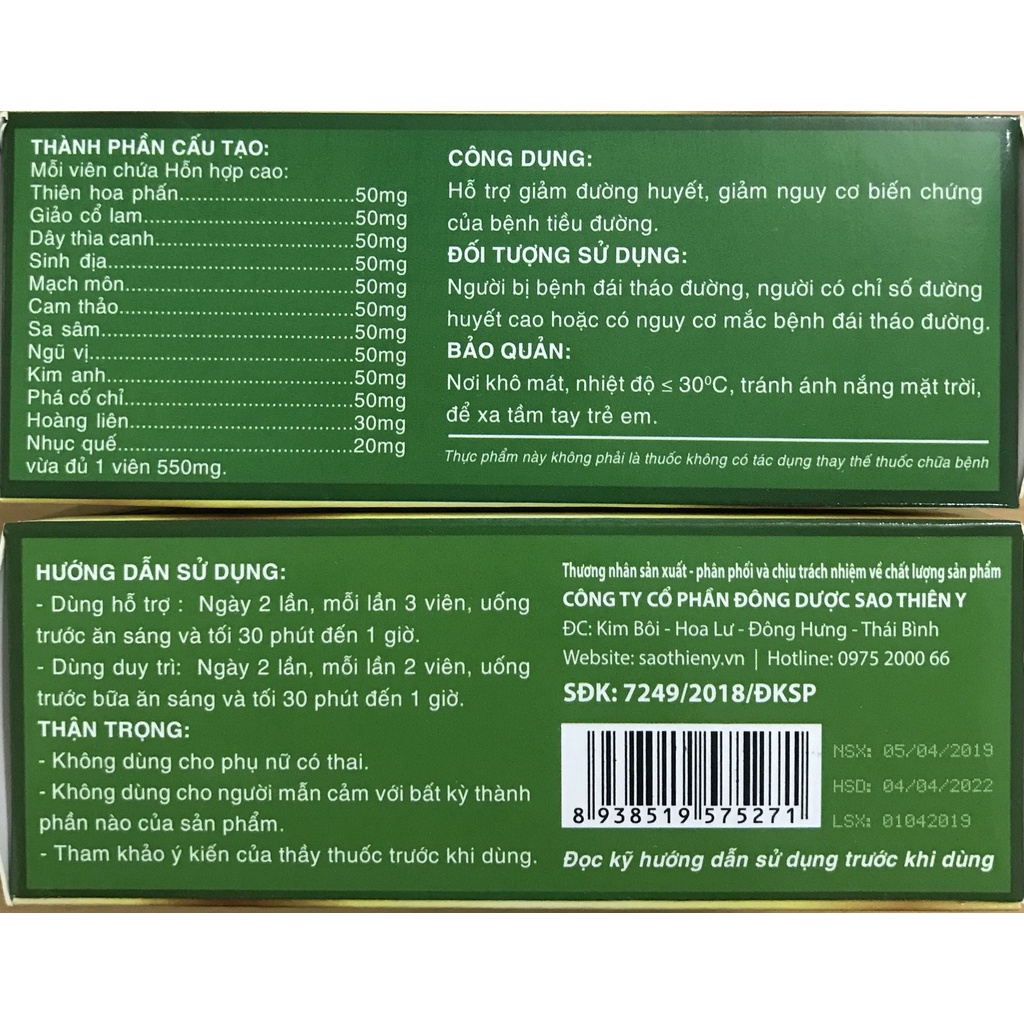 THÀNH PHẦN CẤU TẠO:
Mỗi viên chứa Hỗn hợp cao:
Thiên hoa phấn..............................50mg
Giảo cổ lam....................................50mg
Dây thìa canh..................................50mg
Sinh địa..........................................50mg
Mạch môn.......................................50mg
Cam thảo........................................50mg
Sa sâm...........................................50mg
Ngũ vị.............................................50mg
Kim anh..........................................50mg
Phá cố chỉ.......................................50mg
Hoàng liên......................................30mg
Nhục quế........................................20mg
vừa đủ 1 viên 550mg.
CÔNG DỤNG:
Hỗ trợ giảm đường huyết, giảm nguy cơ biến chứng
của bệnh tiều đường.
ĐỐI TƯỢNG SỬ DỤNG:
Người bị bệnh đái tháo đường, người có chỉ số đường
huyết cao hoặc có nguy cơ mắc bệnh đái tháo đường.
BẢO QUẢN:
Nơi khô mát, nhiệt độ ≤ 30⁰C, tránh ánh nắng mặt trời,
để xa tầm tay trẻ em.
Thực phẩm này không phải là thuốc không có tác dụng thay thế thuốc chữa bệnh
HƯỚNG DẪN SỬ DỤNG:
- Dùng hỗ trợ : Ngày 2 lần, mỗi lần 3 viên, uống
trước ăn sáng và tối 30 phút đến 1 giờ.
- Dùng duy trì: Ngày 2 lần, mỗi lần 2 viên, uống
trước bữa ăn sáng và tối 30 phút đến 1 giờ.
THẬN TRỌNG:
- Không dùng cho phụ nữ có thai.
- Không dùng cho người mẫn cảm với bất kỳ thành
phần nào của sản phẩm.
- Tham khảo ý kiến của thầy thuốc trước khi dùng.
Thương nhân sản xuất - phân phối và chịu trách nhiệm về chất lượng sản phẩm
CÔNG TY CỔ PHẦN ĐÔNG DƯỢC SAO THIÊN Y
ĐC: Kim Bôi - Hoa Lư - Đông Hưng - Thái Bình
Website: saothieny.vn | Hotline: 0975 2000 66
SĐK: 7249/2018/ĐKSP
NSX: 05/04/2019
HSD: 04/04/2022
LSX: 01042019
8 938519 575271
Đọc kỹ hướng dẫn sử dụng trước khi dùng